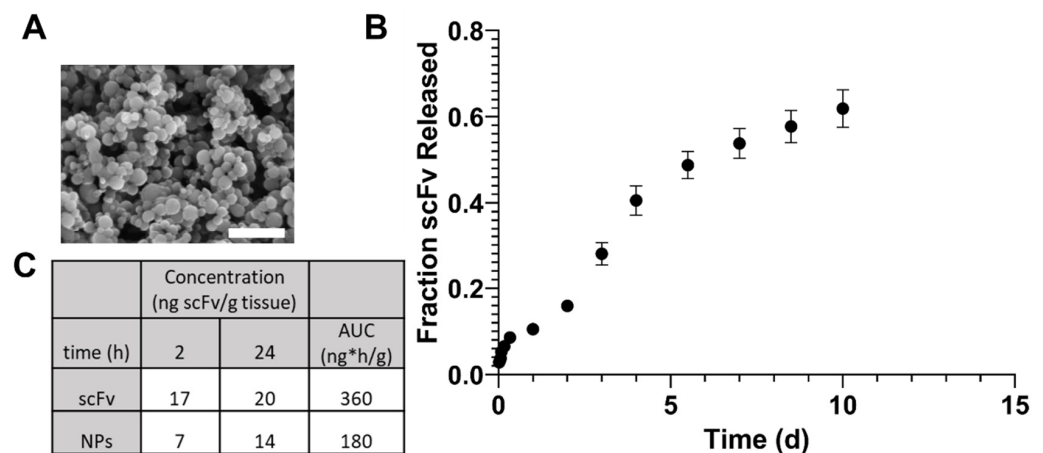 A
B
0.8
0.6
0.4
0.2
0.0
Fraction scFv Released
0
5
10
15
Time (d)
C
Concentration
(ng scFv/g tissue)
time (h)
2
24
AUC
(ng*h/g)
scFv
17
20
360
NPs
7
14
180